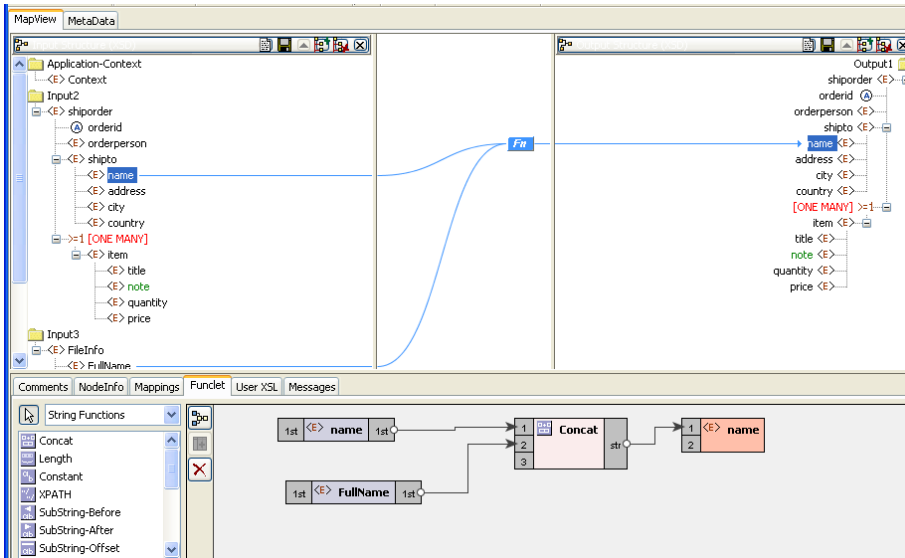 MapView MetaData
Application-Context
<E> Context
Input2
<E> shiporder
A orderid
<E> orderperson
<E> shipto
<E> name
<E> address
<E> city
<E> country
>=1 [ONE MANY]
<E> item
<E> title
<E> note
<E> quantity
<E> price
Input3
<E> FileInfo
<E> FullName
Fn
Output1
shiporder <E>
orderid A
orderperson <E>
shipto <E>
name <E>
address <E>
city <E>
country <E>
[ONE MANY] >=1
item <E>
title <E>
note <E>
quantity <E>
price <E>
Comments NodeInfo Mappings Funclet User XSL Messages
String Functions
Concat
Length
Constant
XPATH
SubString-Before
SubString-After
SubString-Offset
1st <E> name 1st
1st <E> FullName 1st
1 Concat
2 str
3
1 <E> name
2